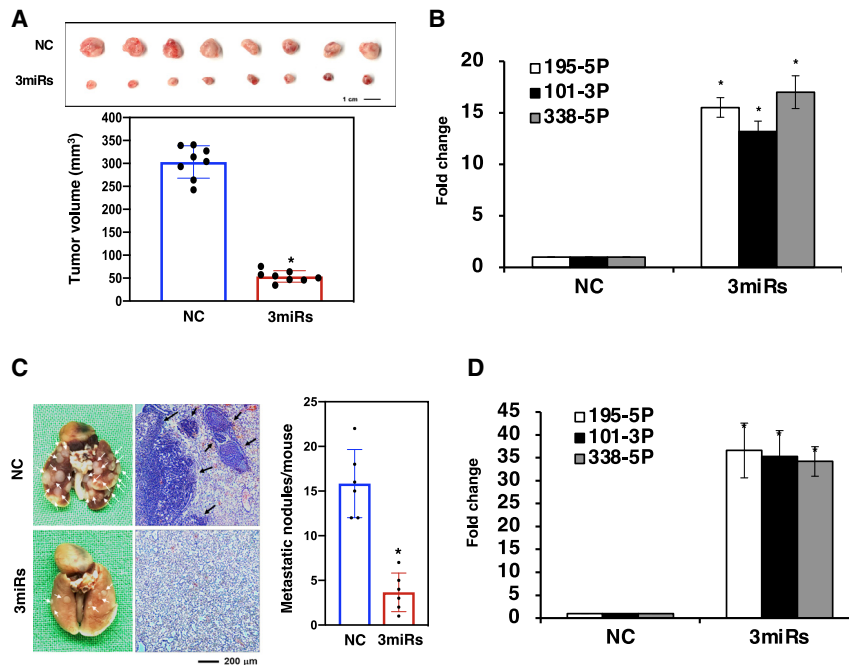 A
NC
3miRs
1 cm
Tumor volume (mm³)
400
350
300
250
200
150
100
50
0
*
NC
3miRs
B
Fold change
20
15
10
5
0
195-5P
101-3P
338-5P
*
*
*
NC
3miRs
C
NC
3miRs
200 µm
Metastatic nodules/mouse
25
20
15
10
5
0
*
NC
3miRs
D
Fold change
45
40
35
30
25
20
15
10
5
0
195-5P
101-3P
338-5P
*
*
*
NC
3miRs